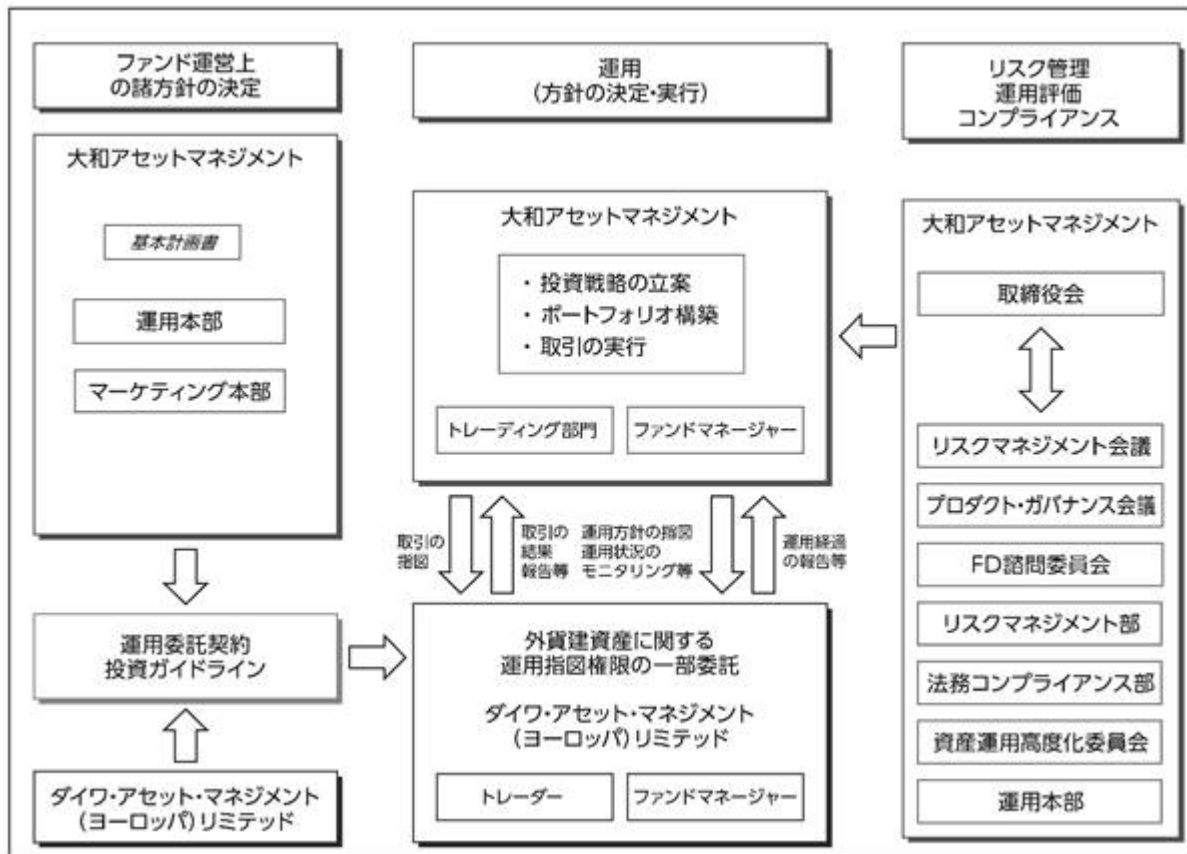 ファンド運営上
の諸方針の決定
大和アセットマネジメント
基本計画書
運用本部
マーケティング本部
運用委託契約
投資ガイドライン
ダイワ・アセット・マネジメント
(ヨーロッパ)リミテッド
運用
(方針の決定・実行)
大和アセットマネジメント
・ 投資戦略の立案
・ ポートフォリオ構築
・ 取引の実行
トレーディング部門
ファンドマネージャー
取引の
指図
取引の
結果
報告等
運用方針の指図
運用状況の
モニタリング等
運用経過
の報告等
外貨建資産に関する
運用指図権限の一部委託
ダイワ・アセット・マネジメント
(ヨーロッパ)リミテッド
トレーダー
ファンドマネージャー
リスク管理
運用評価
コンプライアンス
大和アセットマネジメント
取締役会
リスクマネジメント会議
プロダクト・ガバナンス会議
FD諮問委員会
リスクマネジメント部
法務コンプライアンス部
資産運用高度化委員会
運用本部